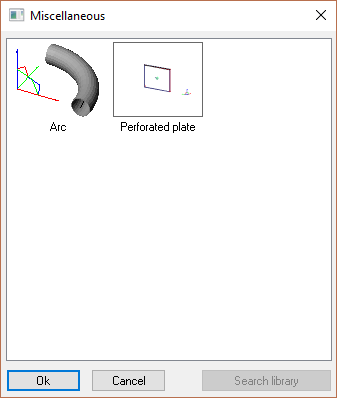 Miscellaneous
Arc Perforated plate
Ok Cancel Search library